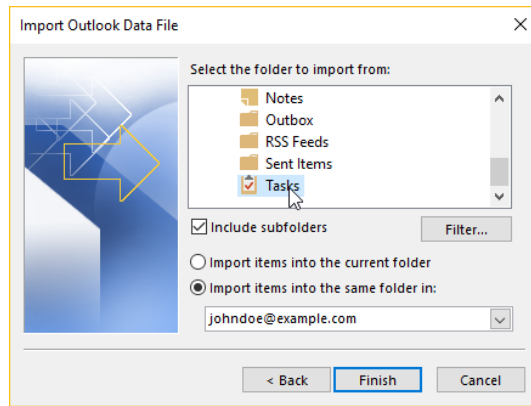 Import Outlook Data File
Select the folder to import from:
Notes
Outbox
RSS Feeds
Sent Items
Tasks
Include subfolders
Filter...
Import items into the current folder
Import items into the same folder in:
johndoe@example.com
< Back
Finish
Cancel